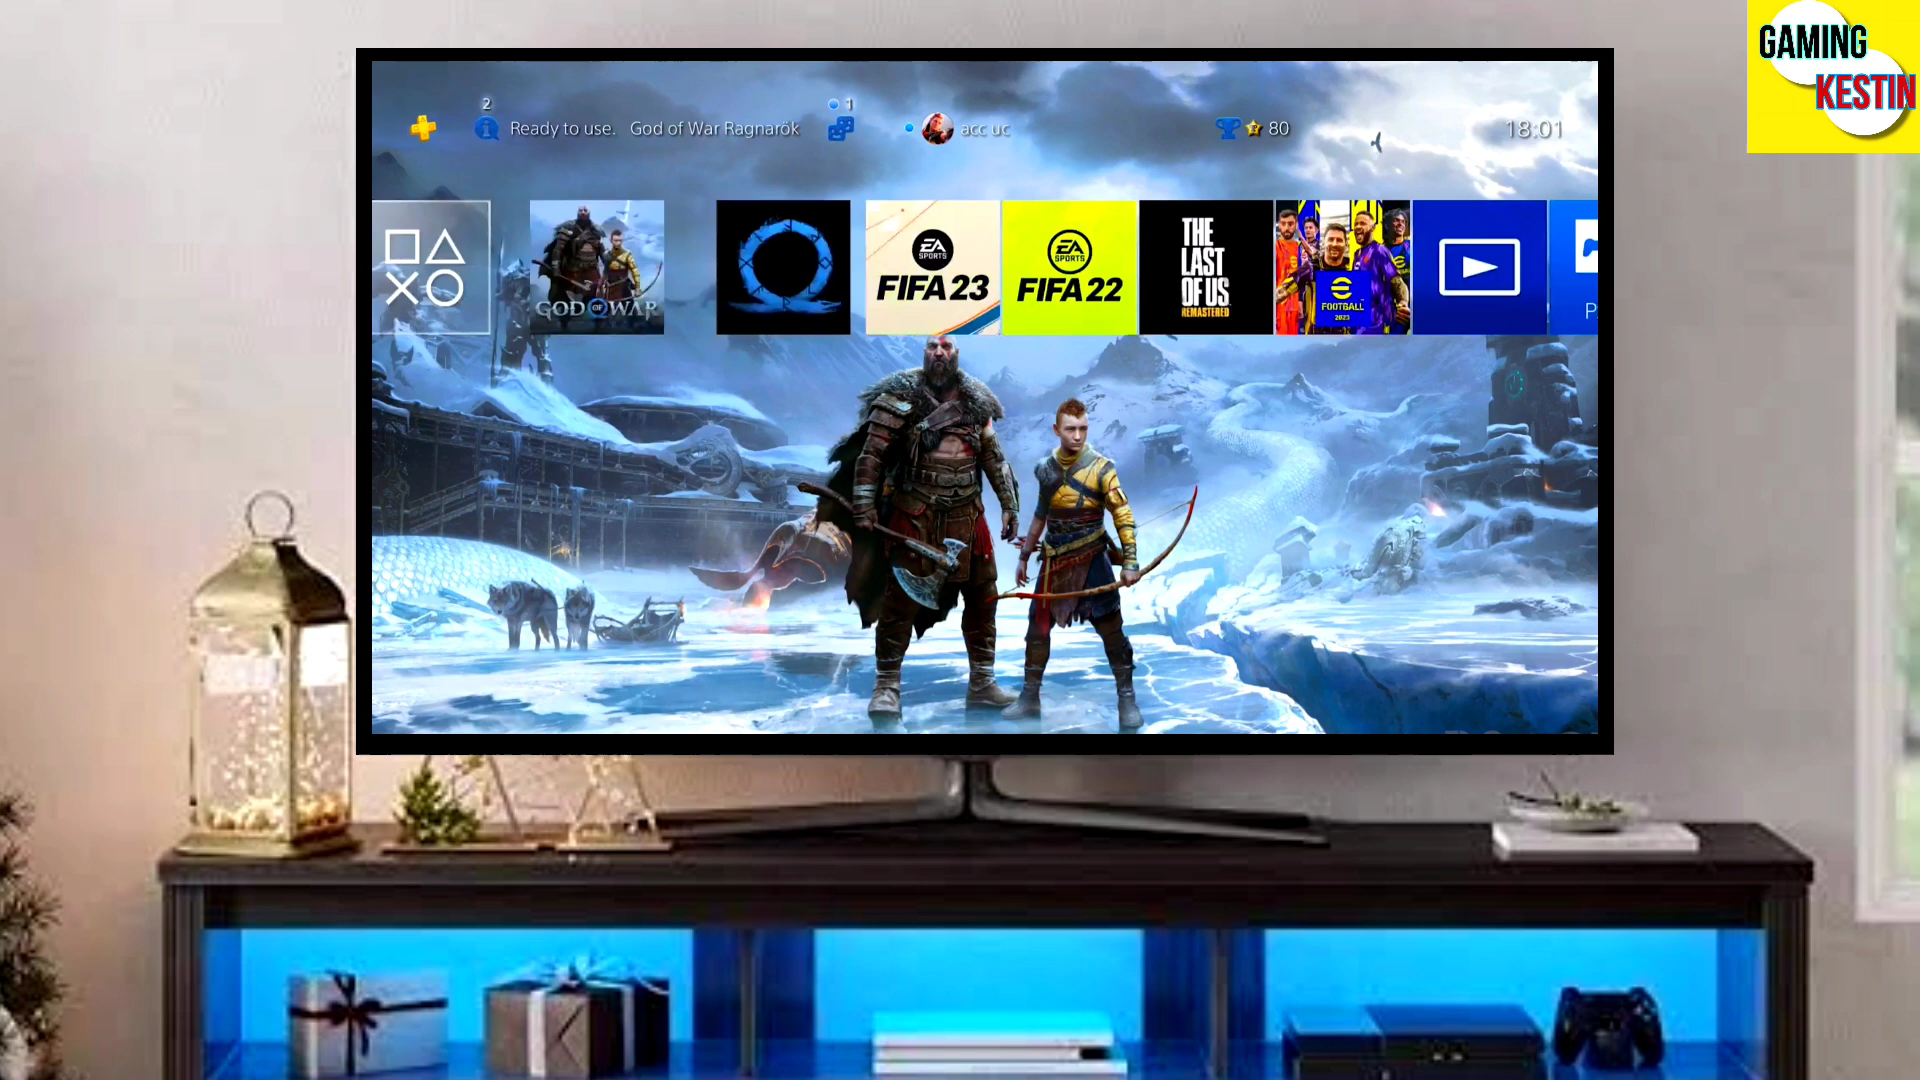 GAMING
KESTIN
2
1
Ready to use. God of War Ragnarök
acc uc
80
18:01
GOD OF WAR
EA
SPORTS
FIFA 23
EA
SPORTS
FIFA 22
THE
LAST
OF US
REMASTERED
FOOTBALL
2023
P